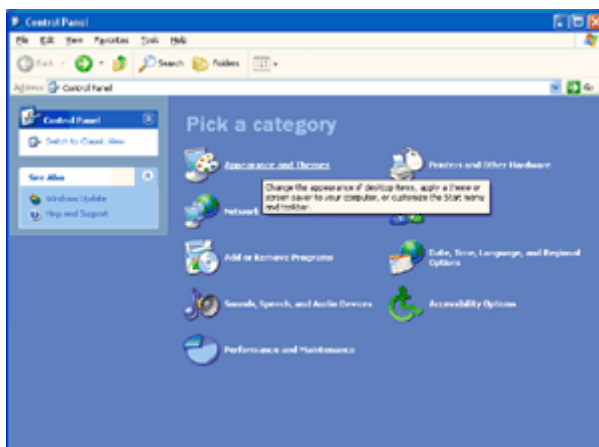 Control Panel
File Edit View Favorites Tools Help
Back Search Folders
Address Control Panel Go
Control Panel
Switch to Classic View
See Also
Windows Update
Help and Support
Pick a category
Appearance and Themes
Printers and Other Hardware
Change the appearance of desktop items, apply a theme or
screen saver to your computer, or customize the Start menu
and taskbar.
Network
Add or Remove Programs
Date, Time, Language, and Regional
Options
Sounds, Speech, and Audio Devices
Accessibility Options
Performance and Maintenance